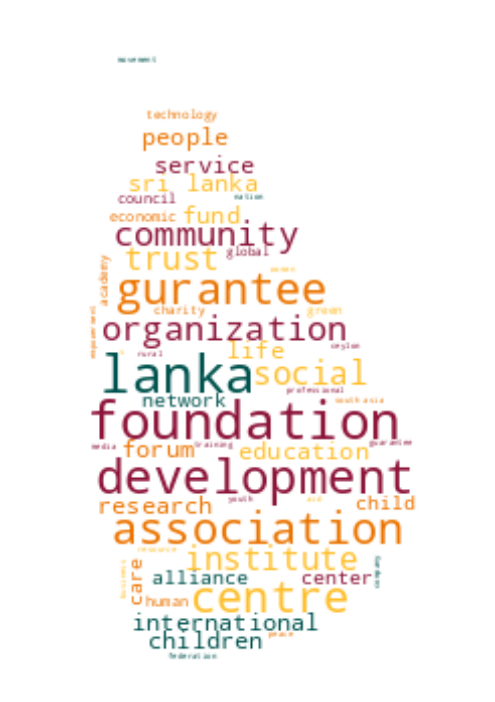 movement
technology
people
service
sri lanka
council nation
economic fund
community
trust global
women
academy
gurantee
charity green
organization
empowerment
rural life ceylon
lanka social
professional
network south asia
foundation
media forum training education guarantee
development
youth aid
research child
association
resource institute
business care alliance center company
human centre
international
children peace
federation